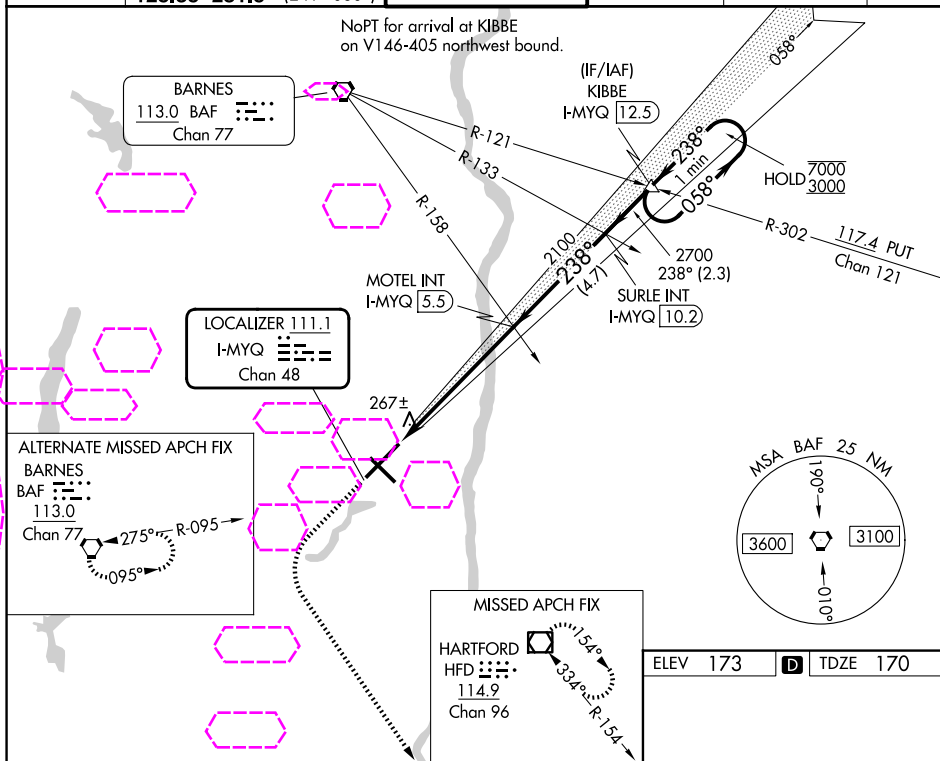 NoPT for arrival at KIBBE
on V146-405 northwest bound.
BARNES
113.0 BAF
Chan 77
(IF/IAF)
KIBBE
I-MYQ 12.5
058°
R-121
R-133
R-158
238°
1 min
058°
HOLD 7000
3000
R-302
117.4 PUT
Chan 121
2100
238°
(4.7)
2700
238° (2.3)
SURLE INT
I-MYQ 10.2
MOTEL INT
I-MYQ 5.5
LOCALIZER 111.1
I-MYQ
Chan 48
267±
ALTERNATE MISSED APCH FIX
BARNES
BAF
113.0
Chan 77
275°
R-095
095°
MSA BAF 25 NM
190°
3600
3100
010°
MISSED APCH FIX
HARTFORD
HFD
114.9
Chan 96
154°
334°
R-154
ELEV 173 D TDZE 170